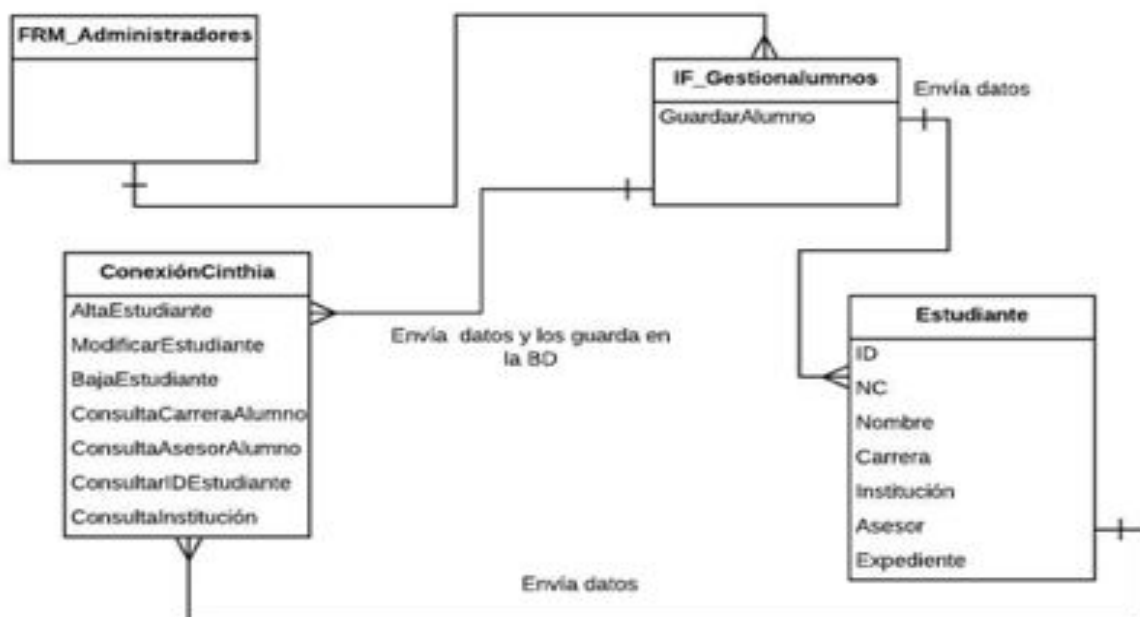 FRM_Administradores
IF_Gestionalumnos
GuardarAlumno
Envía datos
ConexiónCinthia
AltaEstudiante
ModificarEstudiante
BajaEstudiante
ConsultaCarreraAlumno
ConsultaAsesorAlumno
ConsultarIDEstudiante
ConsultaInstitución
Envía datos y los guarda en
la BD
Estudiante
ID
NC
Nombre
Carrera
Institución
Asesor
Expediente
Envía datos